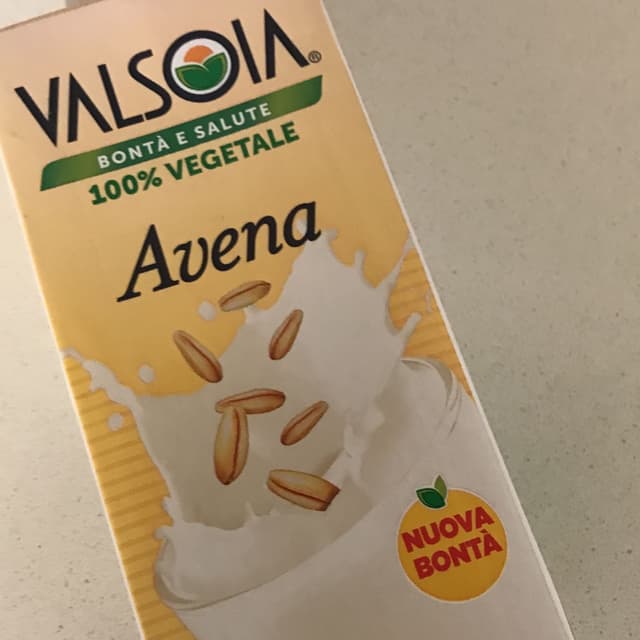 VALSOIA®
BONTÀ E SALUTE
100% VEGETALE
Avena
NUOVA
BONTÀ